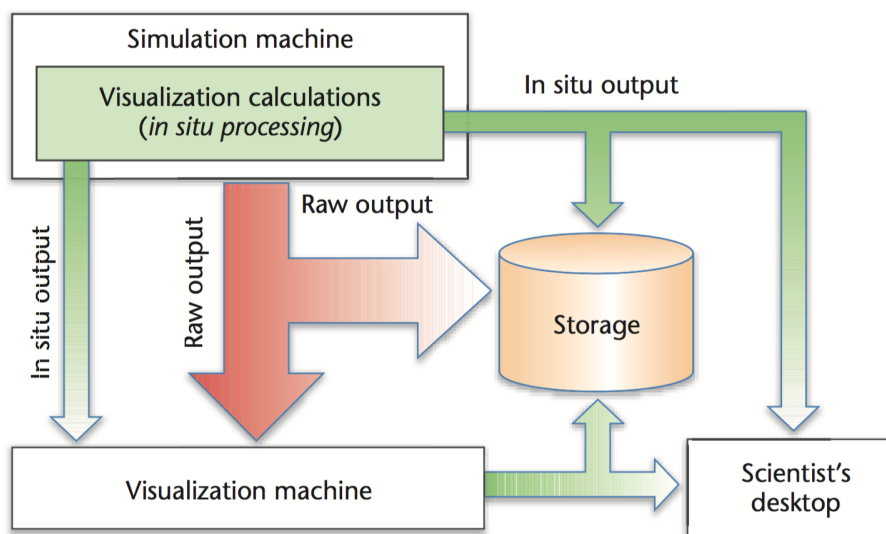 Simulation machine
Visualization calculations
(in situ processing)
In situ output
Raw output
Raw output
In situ output
Storage
Visualization machine
Scientist's
desktop